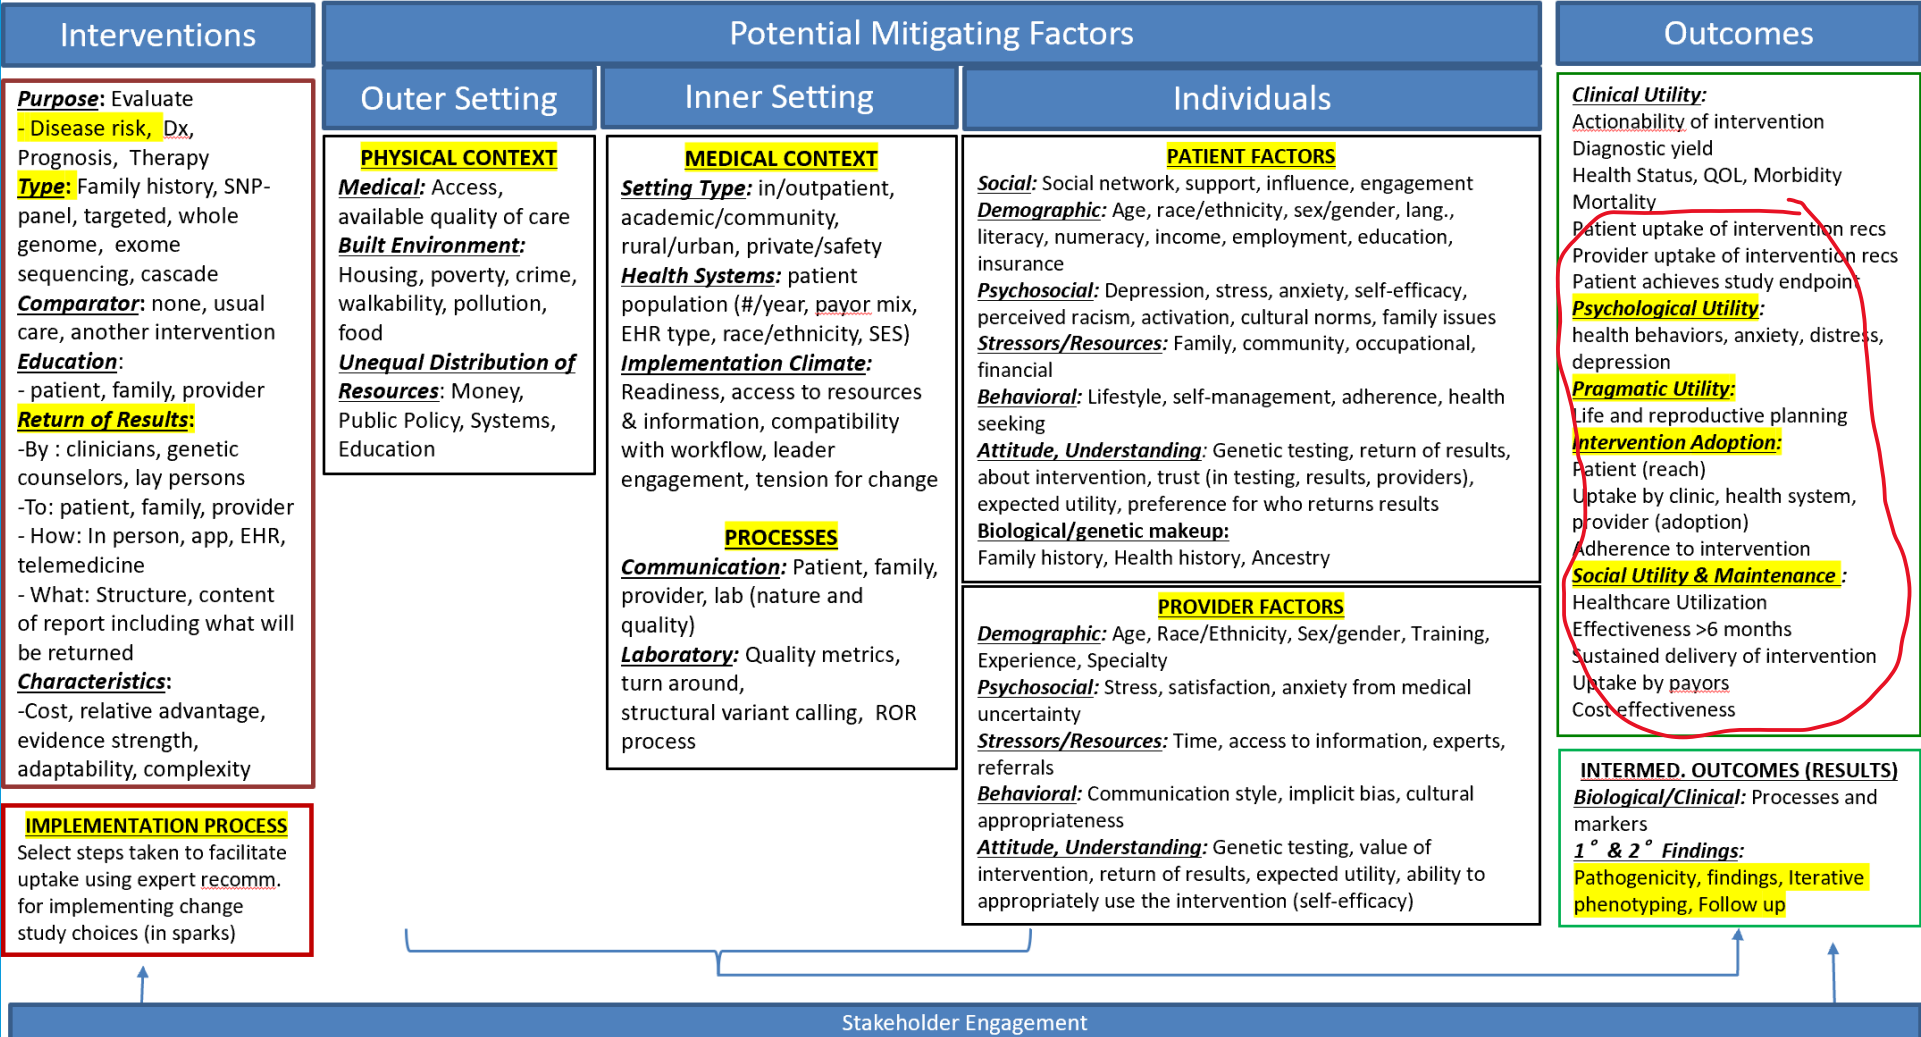 Interventions
Potential Mitigating Factors
Outcomes
Outer Setting
Inner Setting
Individuals
Purpose: Evaluate
- Disease risk, Dx,
Prognosis, Therapy
Type: Family history, SNP-
panel, targeted, whole
genome, exome
sequencing, cascade
Comparator: none, usual
care, another intervention
Education:
- patient, family, provider
Return of Results:
-By : clinicians, genetic
counselors, lay persons
-To: patient, family, provider
- How: In person, app, EHR,
telemedicine
- What: Structure, content
of report including what will
be returned
Characteristics:
-Cost, relative advantage,
evidence strength,
adaptability, complexity
IMPLEMENTATION PROCESS
Select steps taken to facilitate
uptake using expert recomm.
for implementing change
study choices (in sparks)
PHYSICAL CONTEXT
Medical: Access,
available quality of care
Built Environment:
Housing, poverty, crime,
walkability, pollution,
food
Unequal Distribution of
Resources: Money,
Public Policy, Systems,
Education
MEDICAL CONTEXT
Setting Type: in/outpatient,
academic/community,
rural/urban, private/safety
Health Systems: patient
population (#/year, payor mix,
EHR type, race/ethnicity, SES)
Implementation Climate:
Readiness, access to resources
& information, compatibility
with workflow, leader
engagement, tension for change
PROCESSES
Communication: Patient, family,
provider, lab (nature and
quality)
Laboratory: Quality metrics,
turn around,
structural variant calling, ROR
process
PATIENT FACTORS
Social: Social network, support, influence, engagement
Demographic: Age, race/ethnicity, sex/gender, lang.,
literacy, numeracy, income, employment, education,
insurance
Psychosocial: Depression, stress, anxiety, self-efficacy,
perceived racism, activation, cultural norms, family issues
Stressors/Resources: Family, community, occupational,
financial
Behavioral: Lifestyle, self-management, adherence, health
seeking
Attitude, Understanding: Genetic testing, return of results,
about intervention, trust (in testing, results, providers),
expected utility, preference for who returns results
Biological/genetic makeup:
Family history, Health history, Ancestry
PROVIDER FACTORS
Demographic: Age, Race/Ethnicity, Sex/gender, Training,
Experience, Specialty
Psychosocial: Stress, satisfaction, anxiety from medical
uncertainty
Stressors/Resources: Time, access to information, experts,
referrals
Behavioral: Communication style, implicit bias, cultural
appropriateness
Attitude, Understanding: Genetic testing, value of
intervention, return of results, expected utility, ability to
appropriately use the intervention (self-efficacy)
Clinical Utility:
Actionability of intervention
Diagnostic yield
Health Status, QOL, Morbidity
Mortality
Patient uptake of intervention recs
Provider uptake of intervention recs
Patient achieves study endpoint
Psychological Utility:
health behaviors, anxiety, distress,
depression
Pragmatic Utility:
Life and reproductive planning
Intervention Adoption:
Patient (reach)
Uptake by clinic, health system,
provider (adoption)
Adherence to intervention
Social Utility & Maintenance :
Healthcare Utilization
Effectiveness >6 months
Sustained delivery of intervention
Uptake by payors
Cost effectiveness
INTERMED. OUTCOMES (RESULTS)
Biological/Clinical: Processes and
markers
1° & 2° Findings:
Pathogenicity, findings, Iterative
phenotyping, Follow up
Stakeholder Engagement